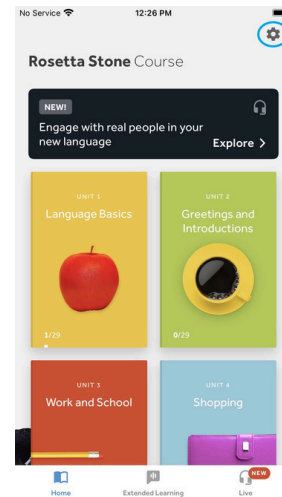 No Service 12:26 PM
Rosetta Stone Course
NEW!
Engage with real people in your
new language
Explore >
UNIT 1
Language Basics
1/29
UNIT 2
Greetings and
Introductions
0/29
UNIT 3
Work and School
UNIT 4
Shopping
Home
Extended Learning
NEW
Live